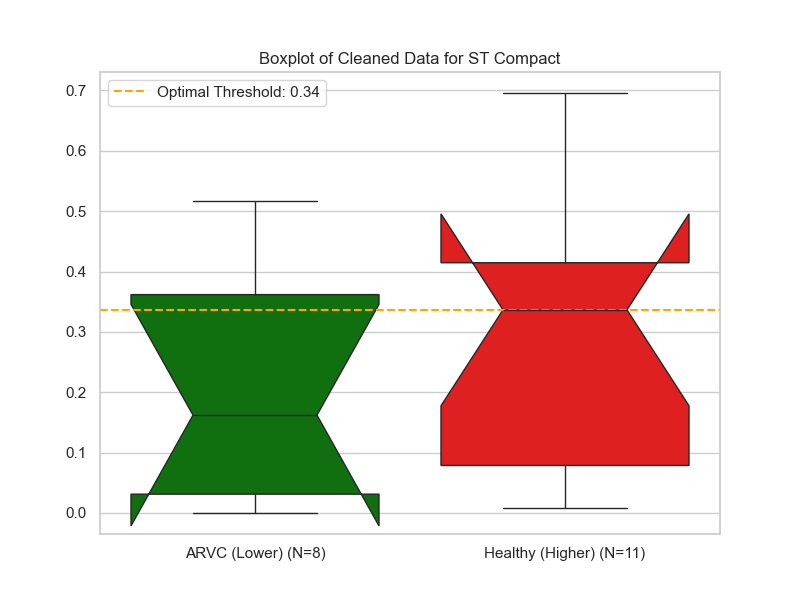 Boxplot of Cleaned Data for ST Compact
Optimal Threshold: 0.34
0.7
0.6
0.5
0.4
0.3
0.2
0.1
0.0
ARVC (Lower) (N=8)
Healthy (Higher) (N=11)